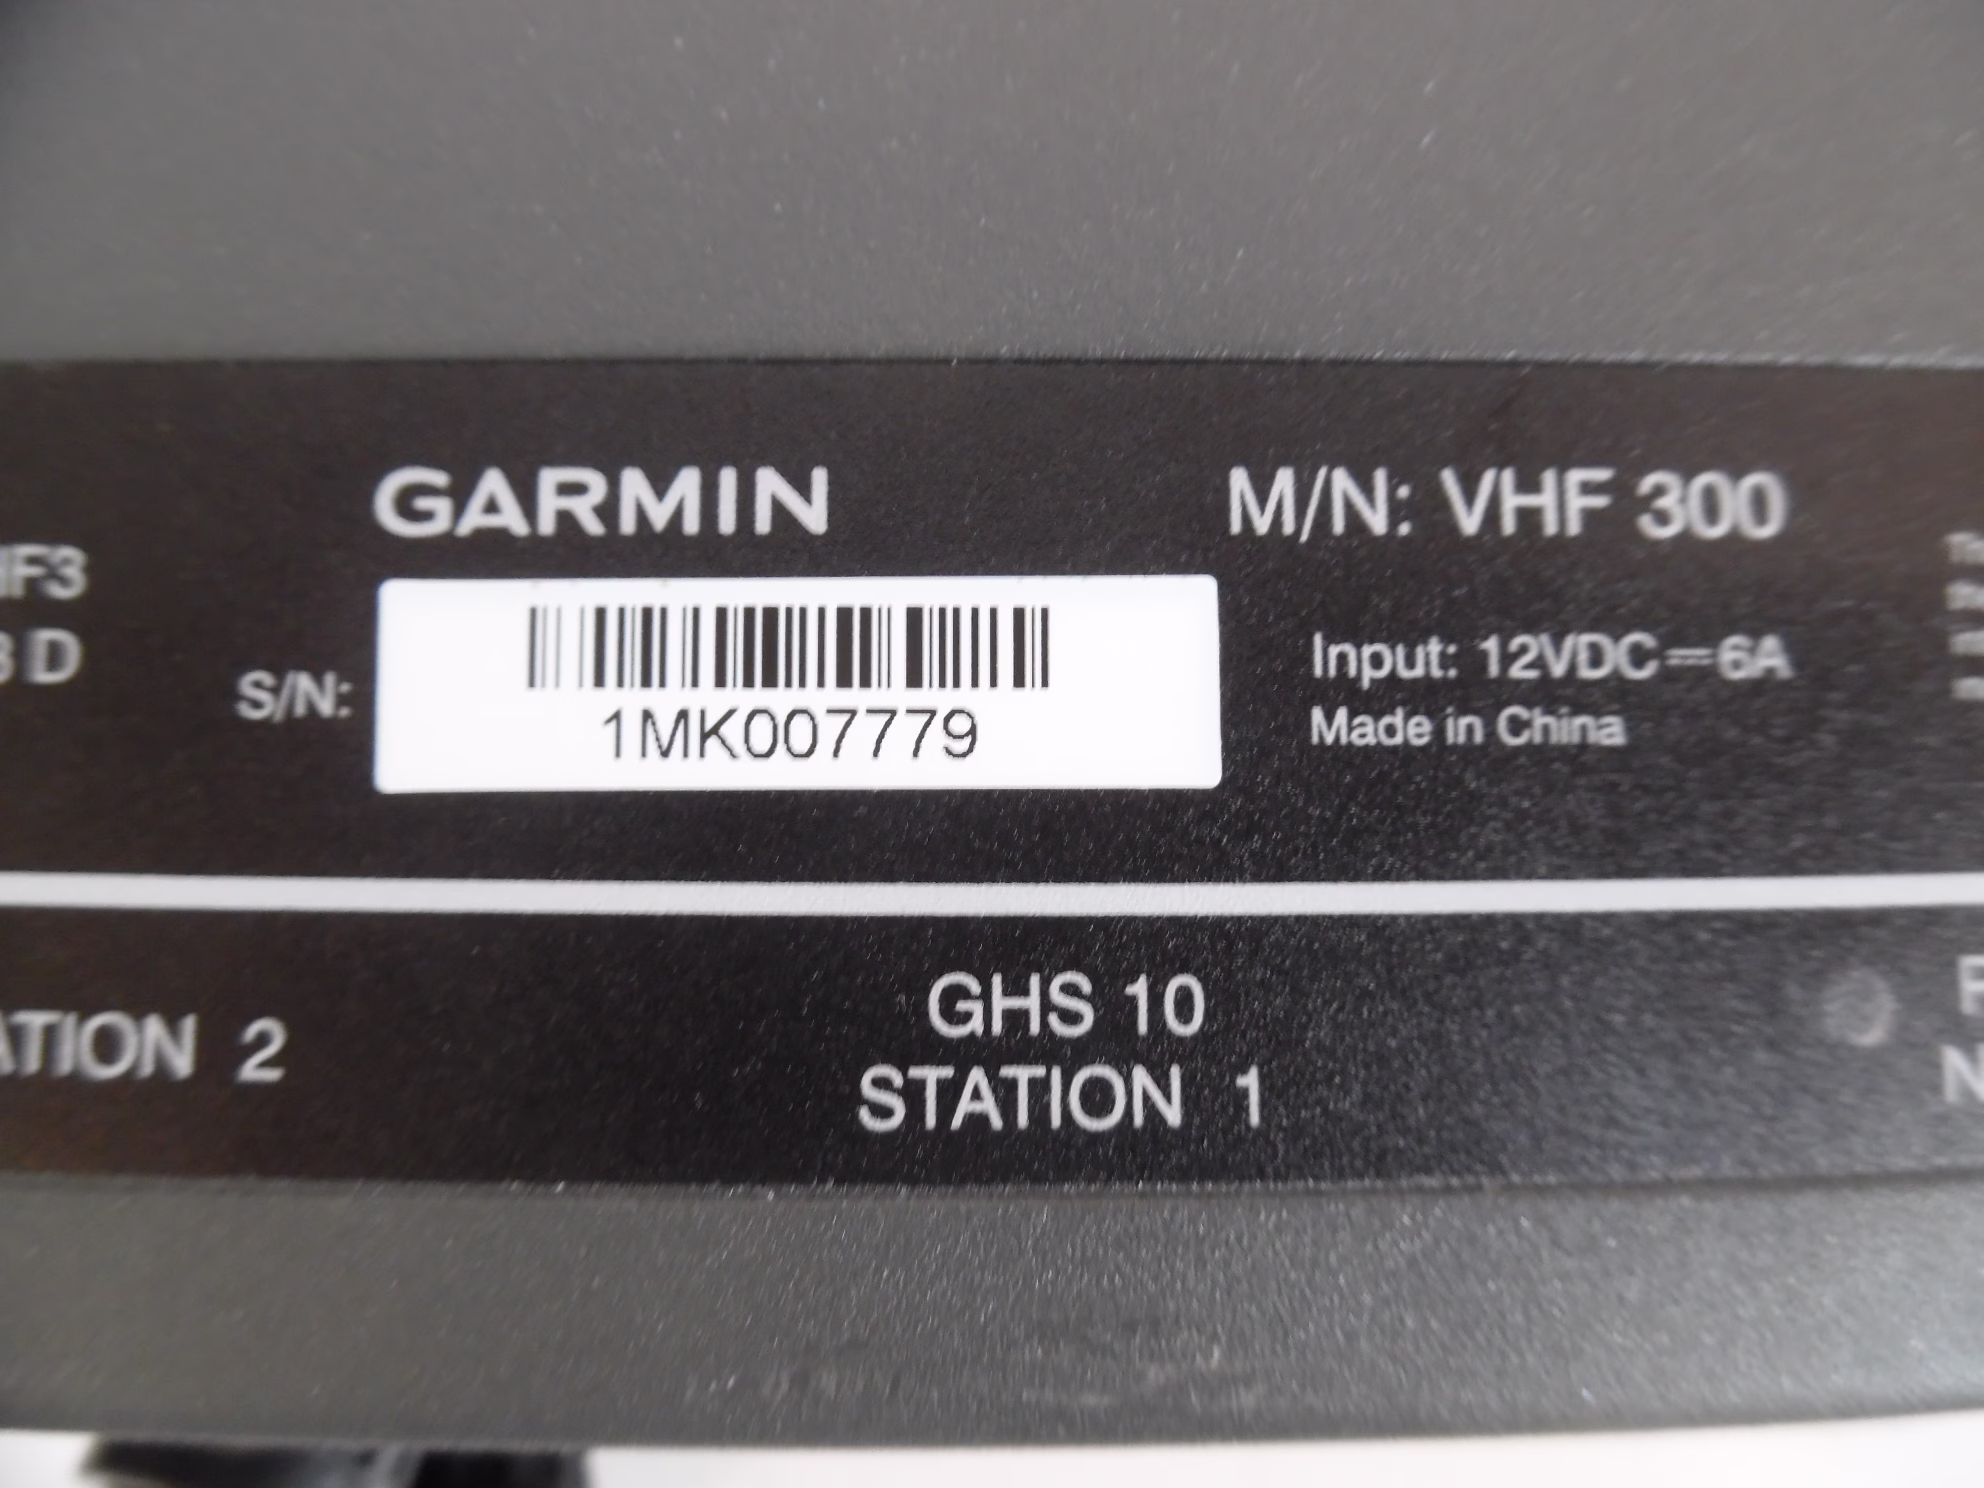 GARMIN
M/N: VHF 300
S/N:
1MK007779
Input: 12VDC⎓6A
Made in China
2
GHS 10
STATION 1